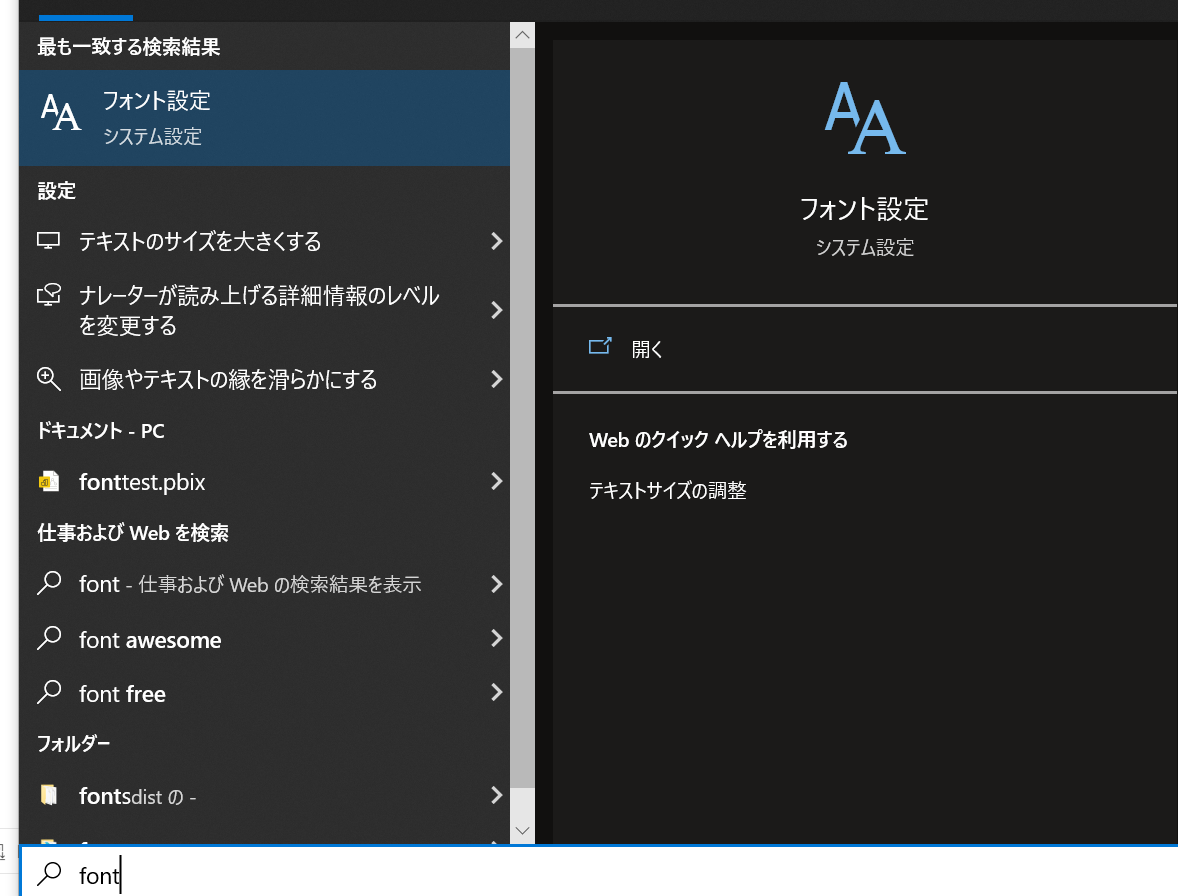 最も一致する検索結果
フォント設定
システム設定
設定
テキストのサイズを大きくする
ナレーターが読み上げる詳細情報のレベル
を変更する
画像やテキストの縁を滑らかにする
ドキュメント - PC
fonttest.pbix
仕事および Web を検索
font - 仕事および Web の検索結果を表示
font awesome
font free
フォルダー
fontsdist の -
font
フォント設定
システム設定
開く
Web のクイック ヘルプを利用する
テキストサイズの調整